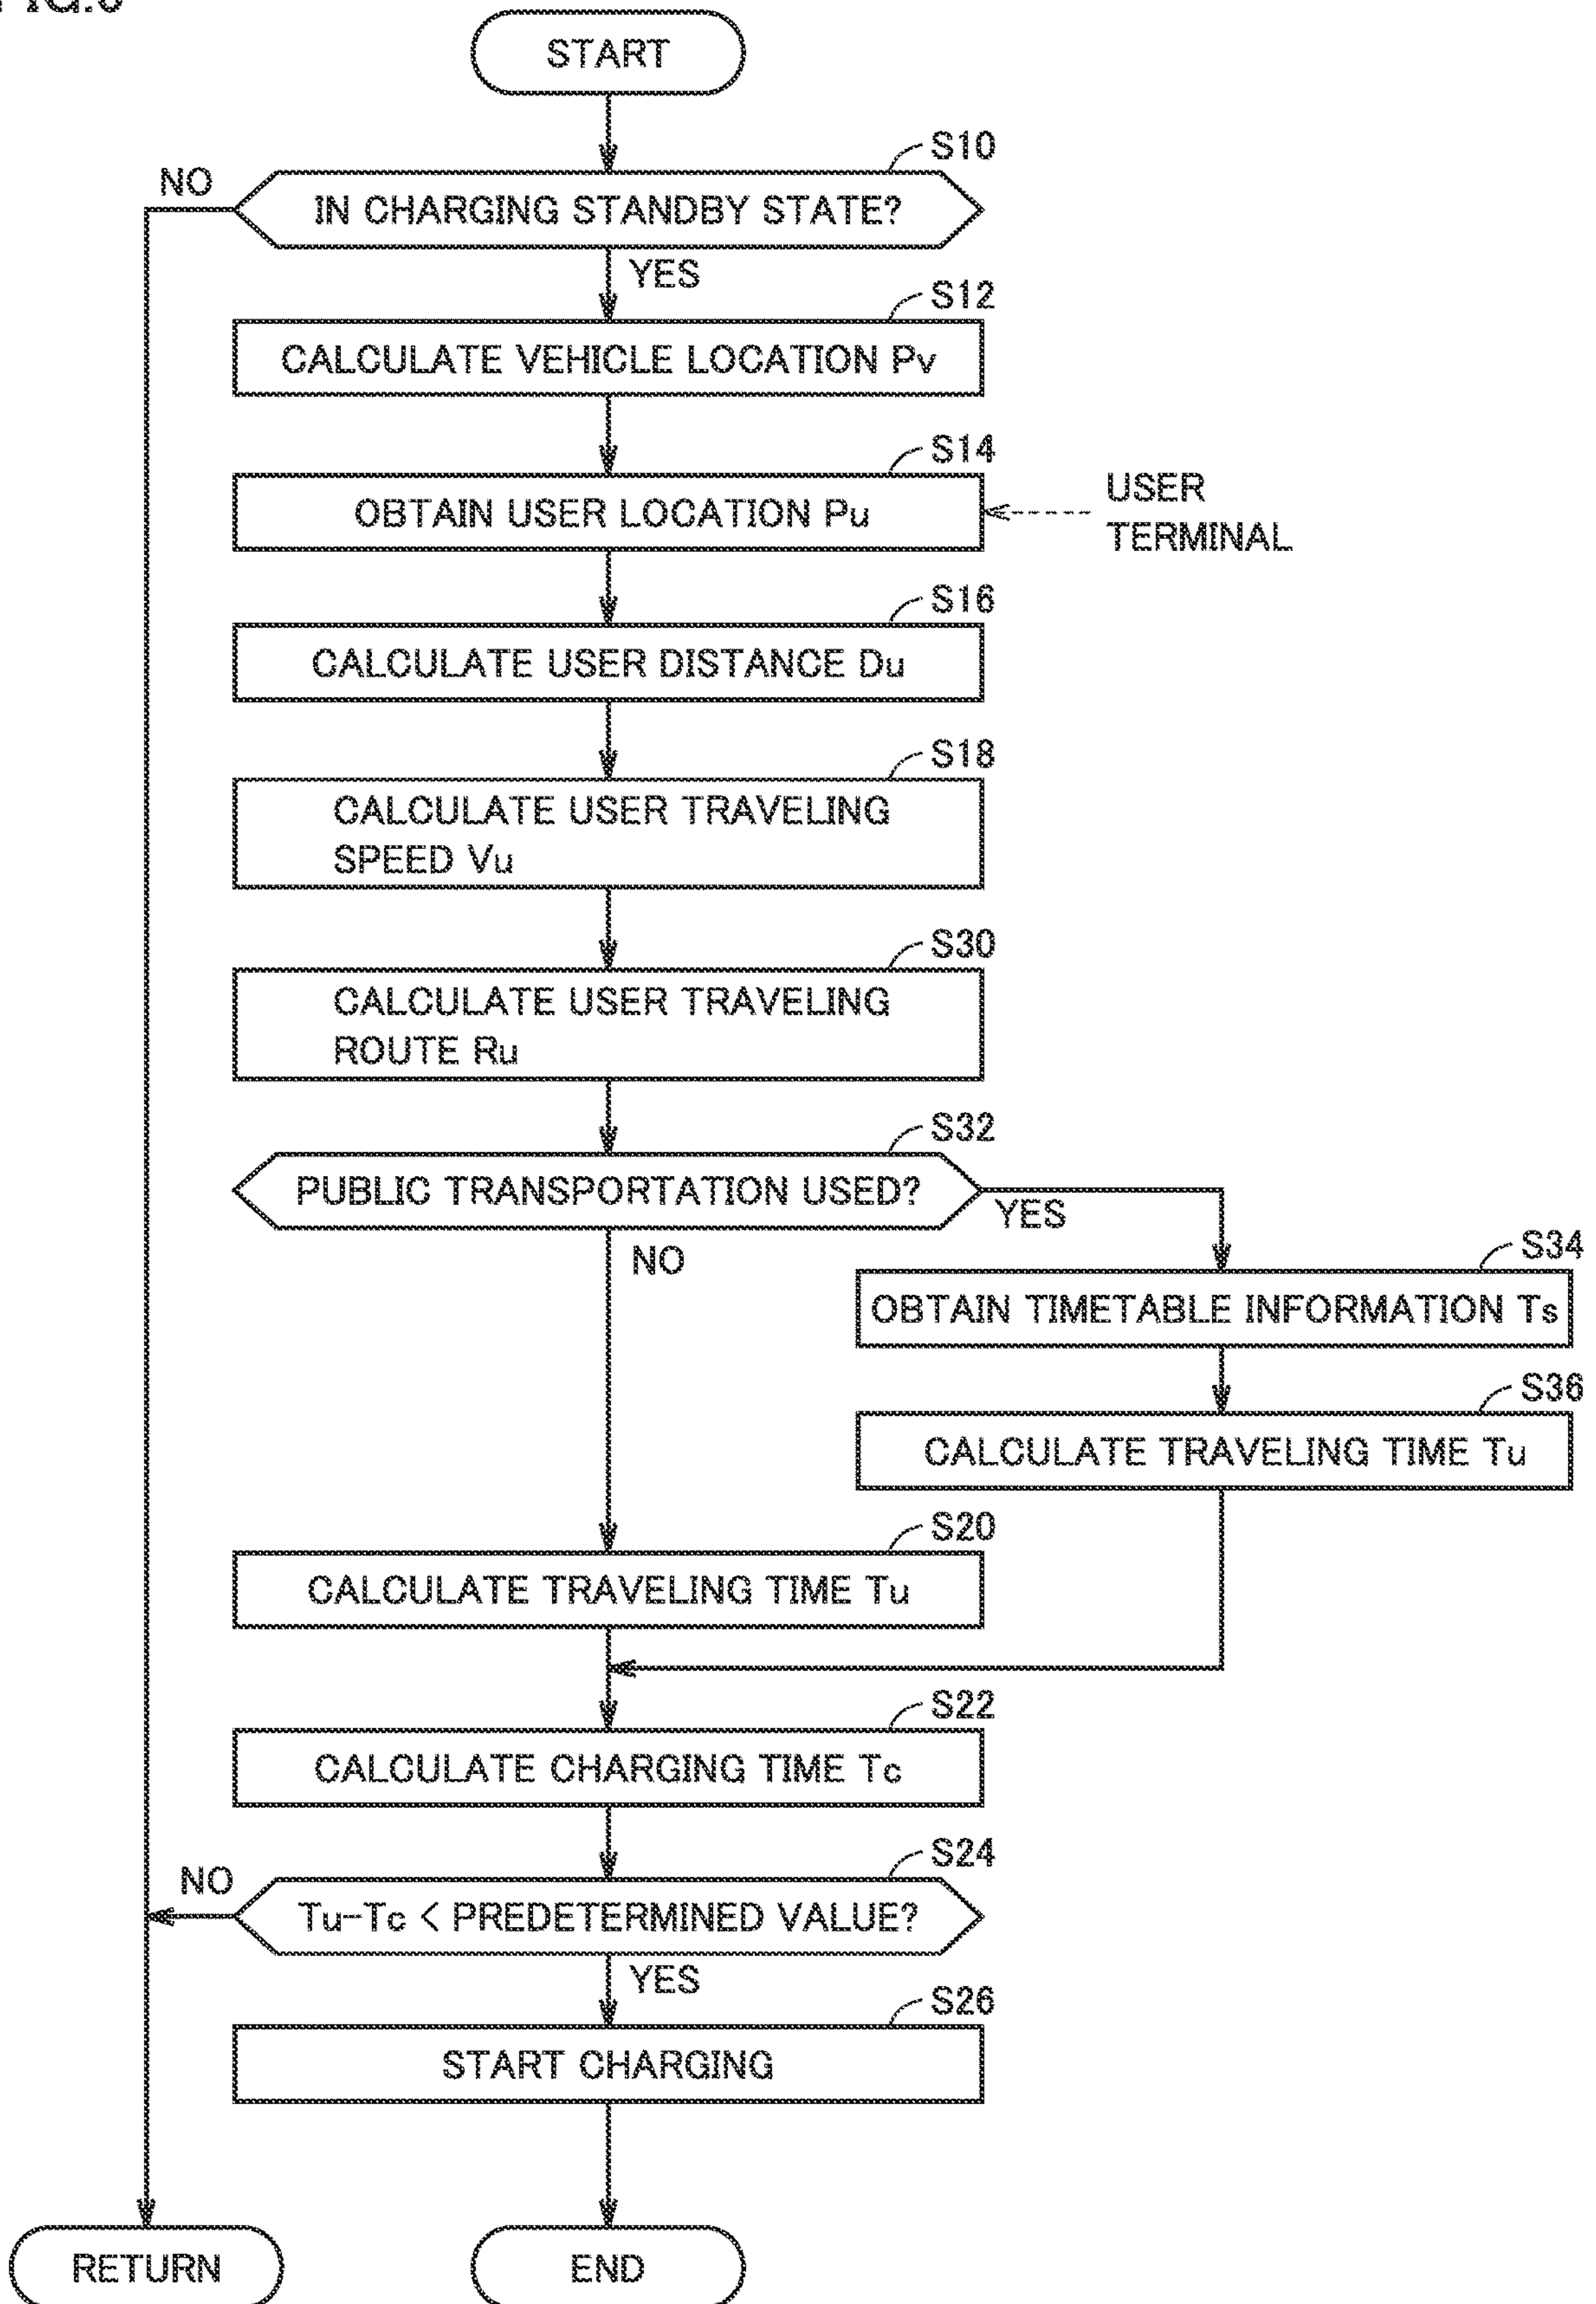 START
S10
NO
IN CHARGING STANDBY STATE?
YES
S12
CALCULATE VEHICLE LOCATION Pv
S14
OBTAIN USER LOCATION Pu
USER
TERMINAL
S16
CALCULATE USER DISTANCE Du
S18
CALCULATE USER TRAVELING
SPEED Vu
S30
CALCULATE USER TRAVELING
ROUTE Ru
S32
PUBLIC TRANSPORTATION USED?
YES
NO
S34
OBTAIN TIMETABLE INFORMATION Ts
S36
CALCULATE TRAVELING TIME Tu
S20
CALCULATE TRAVELING TIME Tu
S22
CALCULATE CHARGING TIME Tc
S24
NO
Tu-Tc < PREDETERMINED VALUE?
YES
S26
START CHARGING
RETURN
END